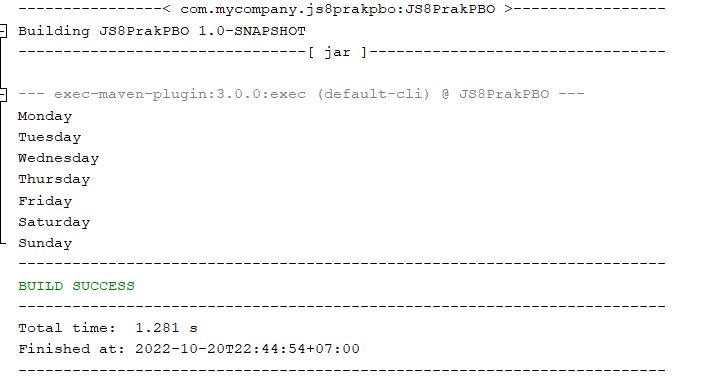 ----------------< com.mycompany:js8prakpbo:JS8PrakPBO >-----------------
Building JS8PrakPBO 1.0-SNAPSHOT
--------------------------------[ jar ]---------------------------------
--- exec-maven-plugin:3.0.0:exec (default-cli) @ JS8PrakPBO ---
Monday
Tuesday
Wednesday
Thursday
Friday
Saturday
Sunday
------------------------------------------------------------------------
BUILD SUCCESS
------------------------------------------------------------------------
Total time:  1.281 s
Finished at: 2022-10-20T22:44:54+07:00
------------------------------------------------------------------------